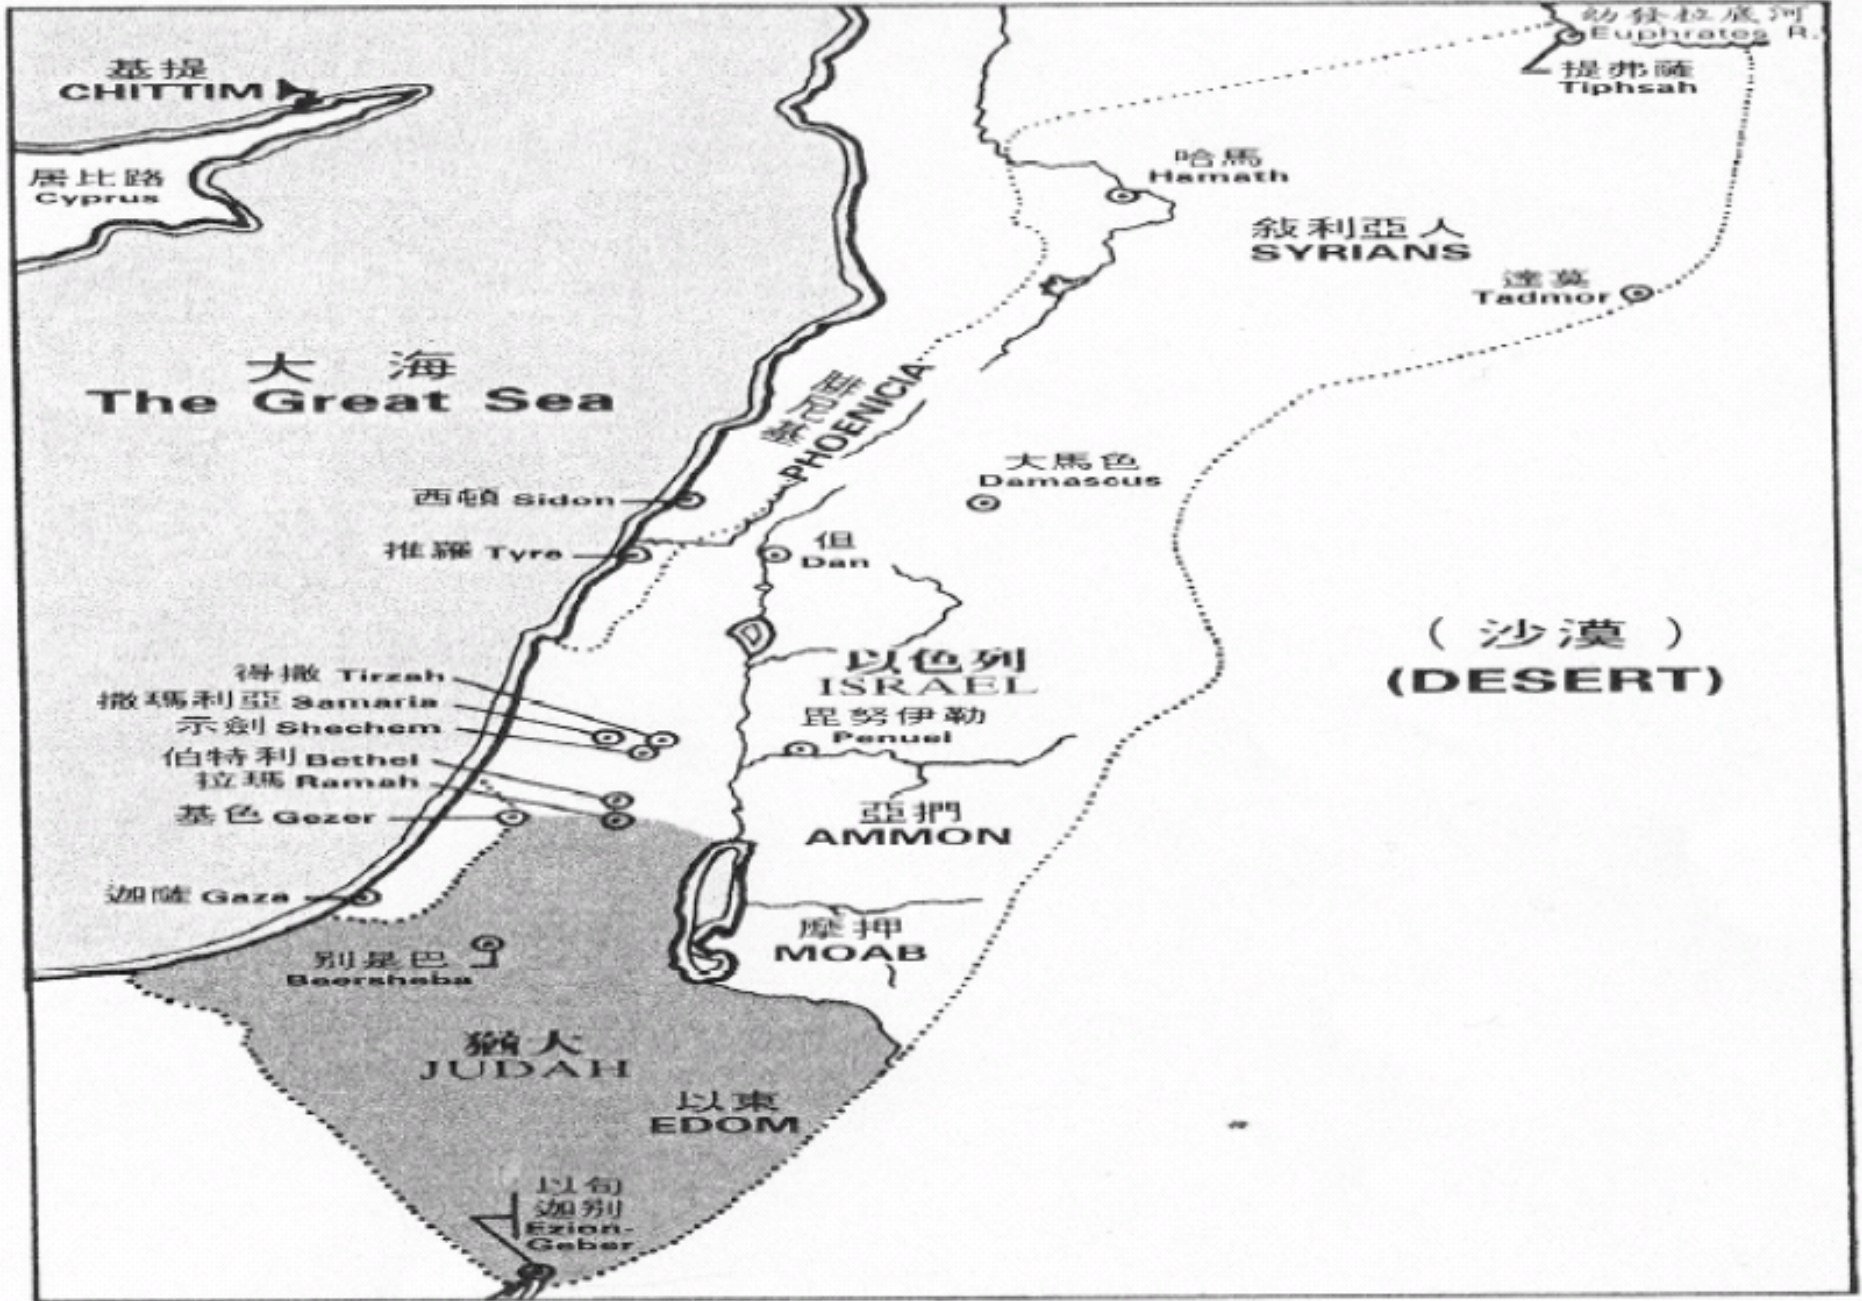 幼發拉底河
Euphrates R.
提弗薩
Tiphsah
基提
CHITTIM
居比路
Cyprus
哈馬
Hamath
敍利亞人
SYRIANS
達莫
Tadmor
大海
The Great Sea
腓尼基
PHOENICIA
大馬色
Damascus
西頓 Sidon
推羅 Tyre
但
Dan
(沙漠)
(DESERT)
以色列
ISRAEL
得撒 Tirzah
撒瑪利亞 Samaria
示劍 Shechem
伯特利 Bethel
拉瑪 Ramah
基色 Gezer
毘努伊勒
Penuel
亞捫
AMMON
迦薩 Gaza
摩押
MOAB
別是巴
Beersheba
猶大
JUDAH
以東
EDOM
以旬
迦別
Ezion-
Geber